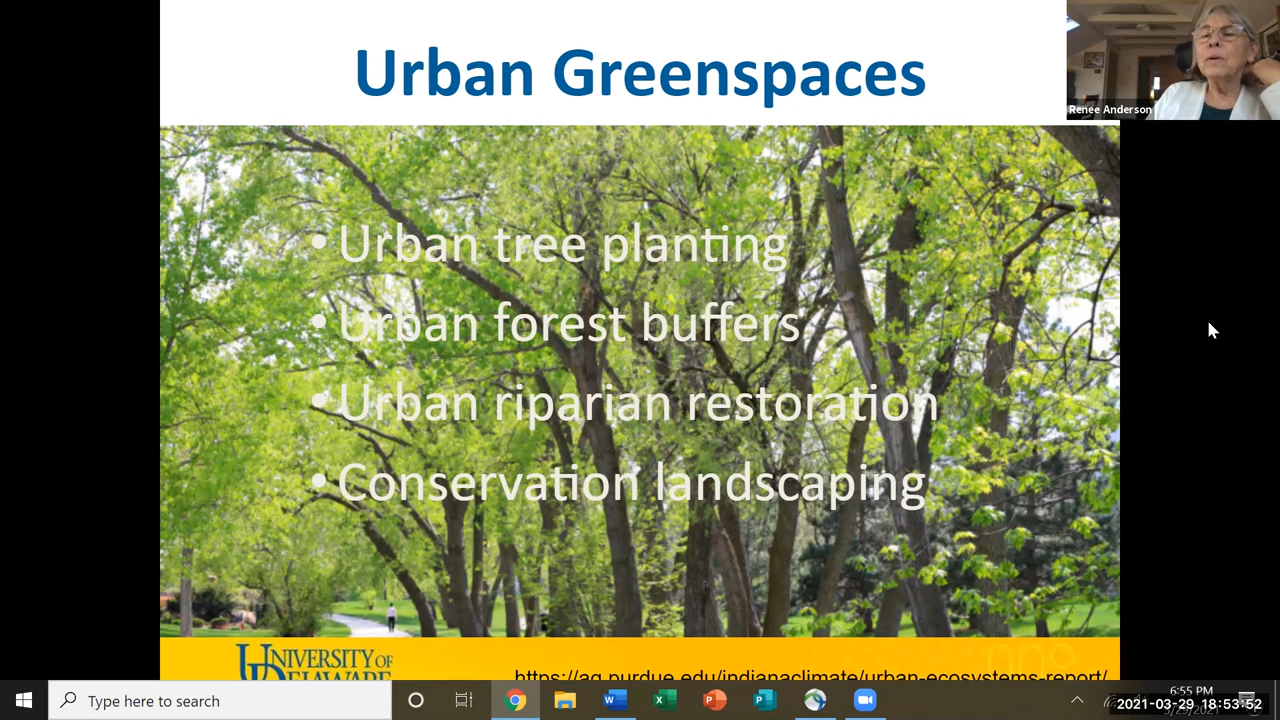 Urban Greenspaces
Renee Anderson
• Urban tree planting
• Urban forest buffers
• Urban riparian restoration
• Conservation landscaping
UNIVERSITY OF
DELAWARE
https://ag.purdue.edu/indianaclimate/urban-ecosystems-report/
Type here to search
6:55 PM
2021-03-29 18:53:52